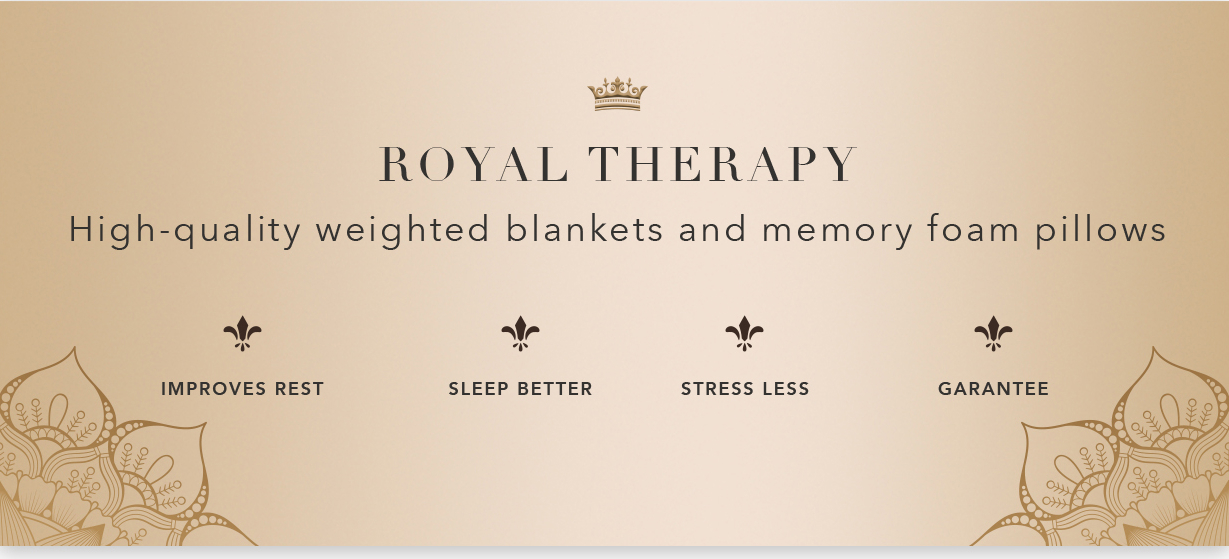 ROYAL THERAPY
High-quality weighted blankets and memory foam pillows
IMPROVES REST
SLEEP BETTER
STRESS LESS
GARANTEE